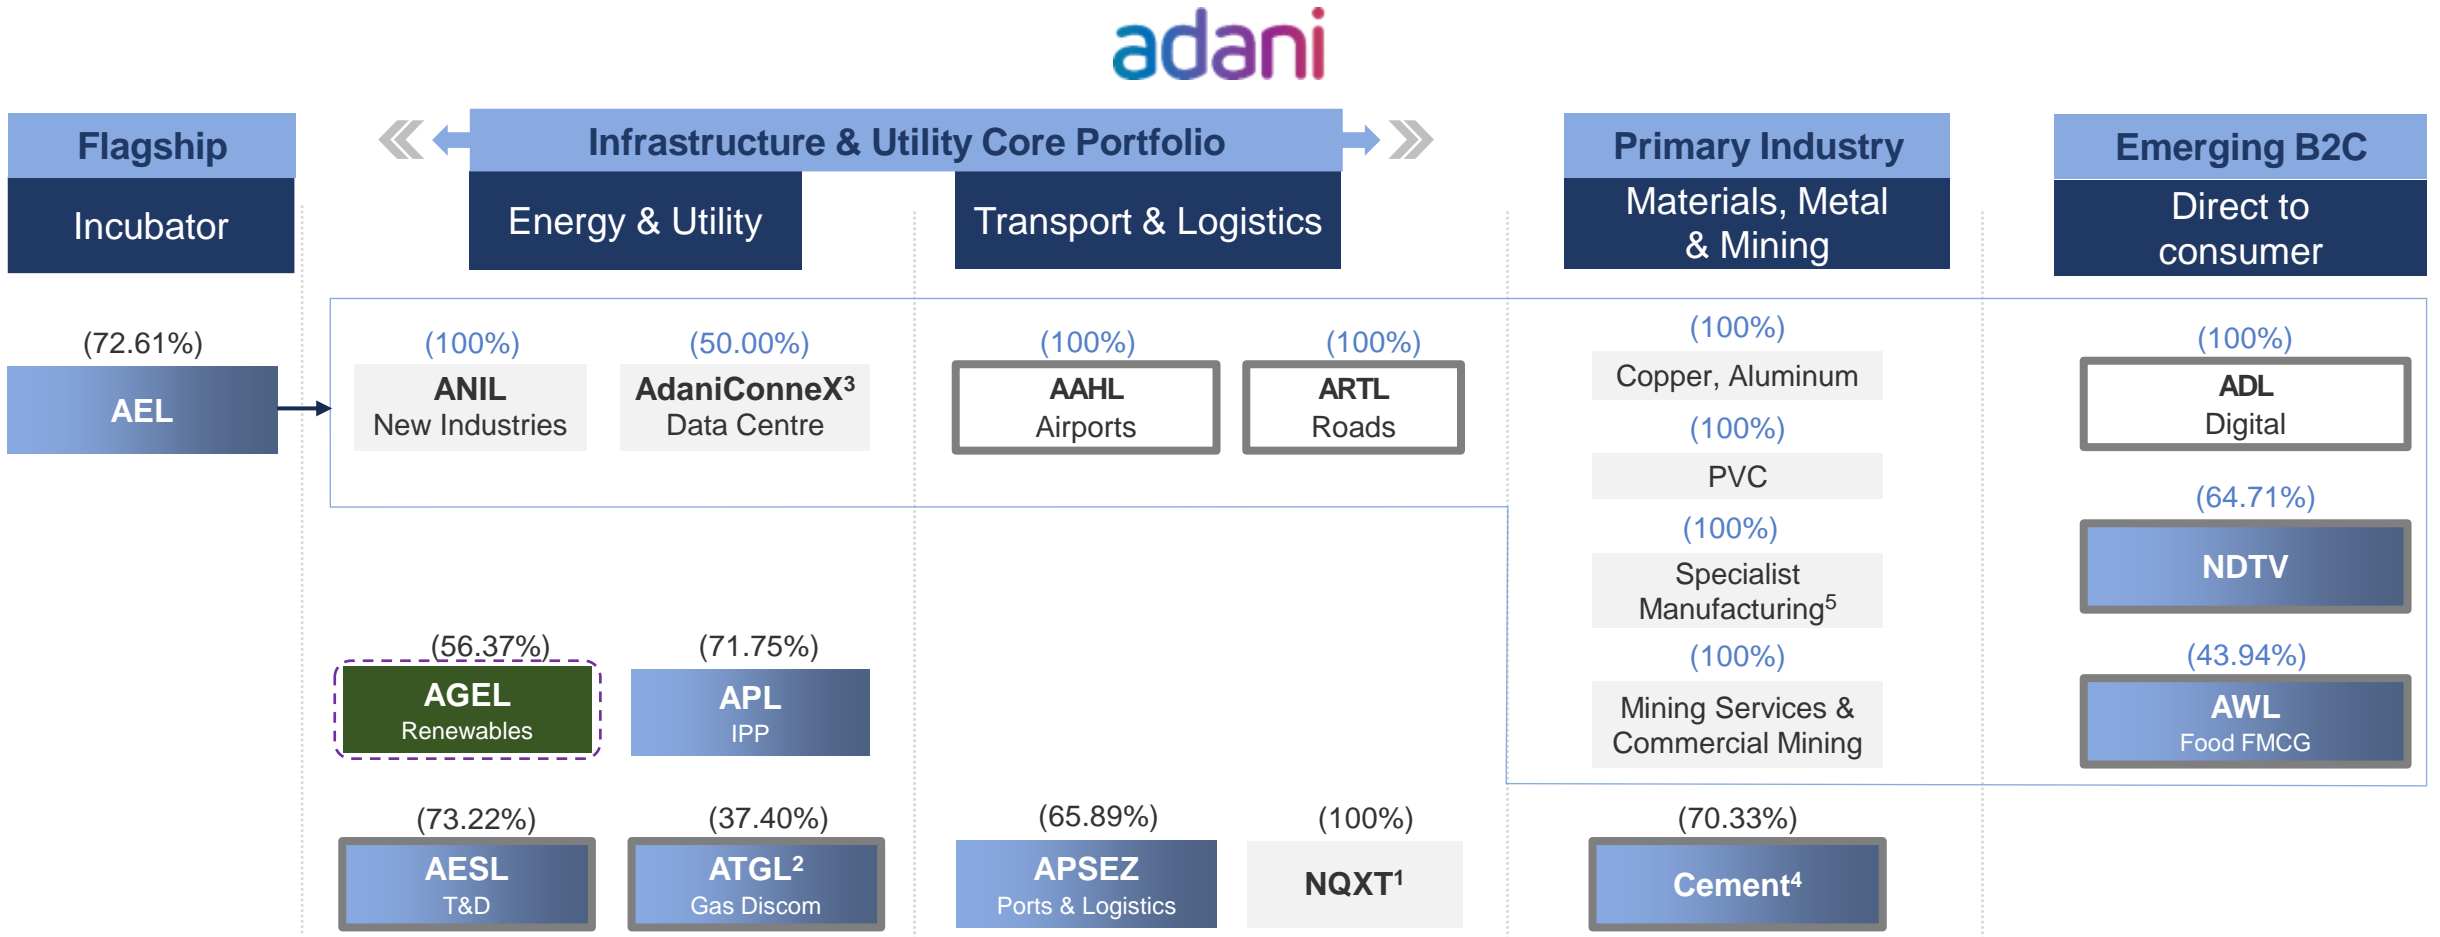 adani
Flagship
Incubator
Infrastructure & Utility Core Portfolio
Energy & Utility
Transport & Logistics
Primary Industry
Materials, Metal
& Mining
Emerging B2C
Direct to
consumer
(72.61%)
AEL
(100%)
ANIL
New Industries
(50.00%)
AdaniConneX³
Data Centre
(100%)
AAHL
Airports
(100%)
ARTL
Roads
(100%)
Copper, Aluminum
(100%)
PVC
(100%)
Specialist
Manufacturing⁵
(100%)
Mining Services &
Commercial Mining
(100%)
ADL
Digital
(64.71%)
NDTV
(43.94%)
AWL
Food FMCG
(56.37%)
AGEL
Renewables
(71.75%)
APL
IPP
(73.22%)
AESL
T&D
(37.40%)
ATGL²
Gas Discom
(65.89%)
APSEZ
Ports & Logistics
(100%)
NQXT¹
(70.33%)
Cement⁴